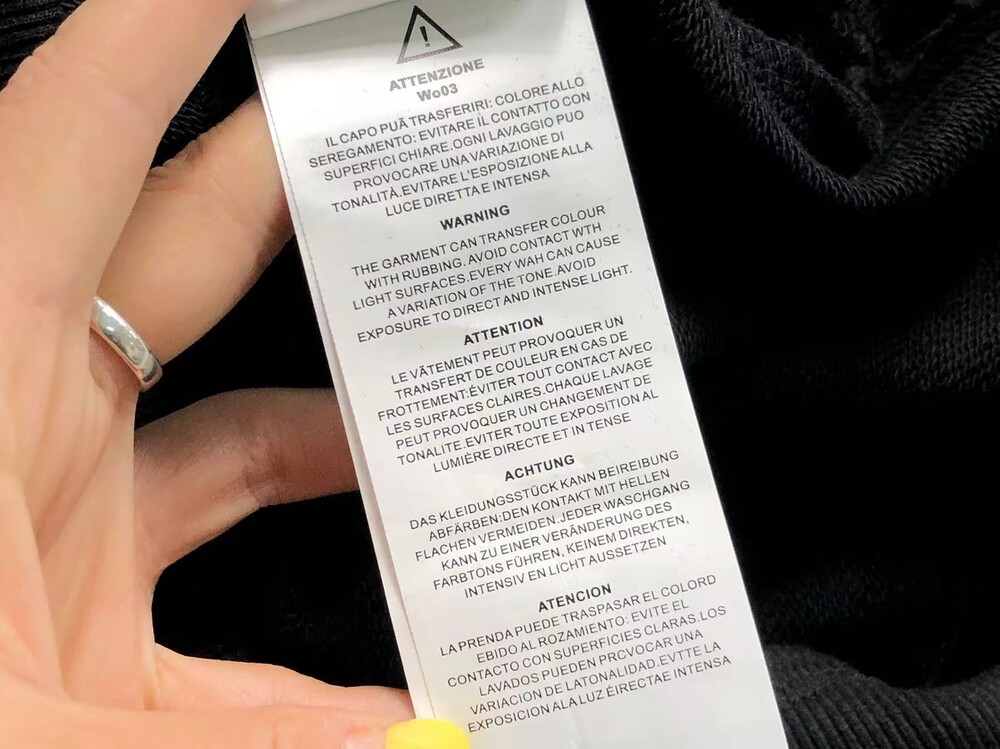 ATTENZIONE
Wo03
IL CAPO PUÃ TRASFERIRI: COLORE ALLO
SEREGAMENTO: EVITARE IL CONTATTO CON
SUPERFICI CHIARE.OGNI LAVAGGIO PUO
PROVOCARE UNA VARIAZIONE DI
TONALITÀ.EVITARE L'ESPOSIZIONE ALLA
LUCE DIRETTA E INTENSA
WARNING
THE GARMENT CAN TRANSFER COLOUR
WITH RUBBING. AVOID CONTACT WTH
LIGHT SURFACES.EVERY WAH CAN CAUSE
A VARIATION OF THE TONE.AVOID
EXPOSURE TO DIRECT AND INTENSE LIGHT.
ATTENTION
LE VÃTEMENT PEUT PROVOQUER UN
TRANSFERT DE COULEUR EN CAS DE
FROTTEMENT:ÉVITER TOUT CONTACT AVEC
LES SURFACES CLAIRES.CHAQUE LAVAGE
PEUT PROVOQUER UN CHANGEMENT DE
TONALITE.EVITER TOUTE EXPOSITION AL
LUMIÈRE DIRECTE ET IN TENSE
ACHTUNG
DAS KLEIDUNGSSTÜCK KANN BEIREIBUNG
ABFÄRBEN:DEN KONTAKT MIT HELLEN
FLACHEN VERMEIDEN.JEDER WASCHGANG
KANN ZU EINER VERÄNDERUNG DES
FARBTONS FÜHREN, KEINEM DIREKTEN,
INTENSIV EN LICHT AUSSETZEN
ATENCION
LA PRENDA PUEDE TRASPASAR EL COLORD
EBIDO AL ROZAMIENTO: EVITE EL
CONTACTO CON SUPERFICIES CLARAS.LOS
LAVADOS PUEDEN PRCVOCAR UNA
VARIACION DE LATONALIDAD.EVTTE LA
EXPOSICION ALA LUZ ÈIRECTAE INTENSA